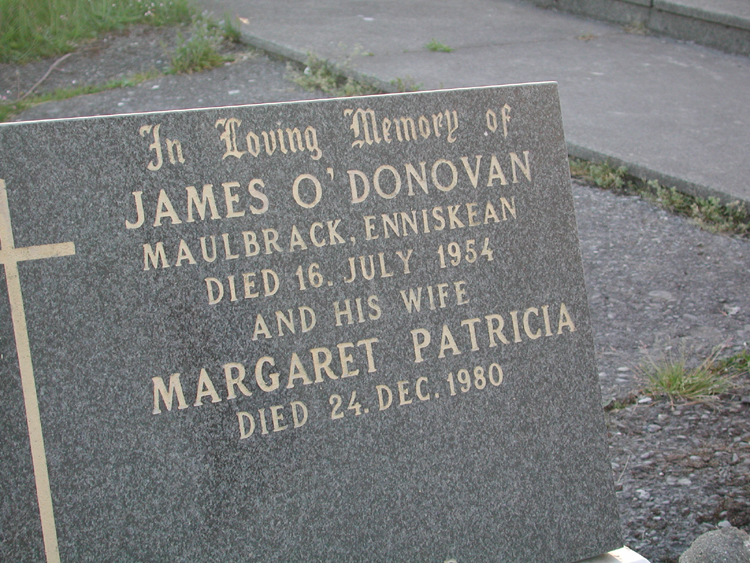 In Loving Memory of
JAMES O'DONOVAN
MAULBRACK, ENNISKEAN
DIED 16. JULY 1954
AND HIS WIFE
MARGARET PATRICIA
DIED 24. DEC. 1980